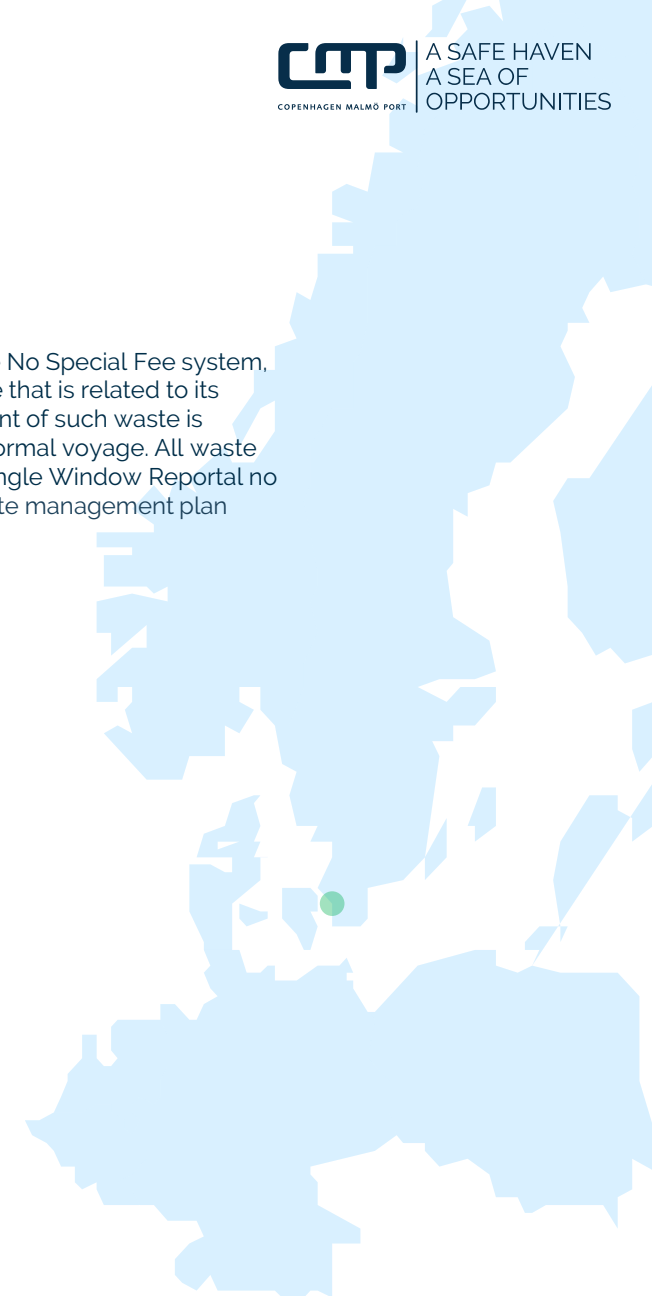 CMP
COPENHAGEN MALMÖ PORT
A SAFE HAVEN
A SEA OF
OPPORTUNITIES
No Special Fee system,
that is related to its
nt of such waste is
ormal voyage. All waste
ngle Window Reportal no
te management plan